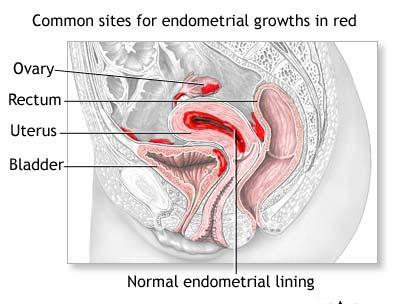 Common sites for endometrial growths in red
Ovary
Rectum
Uterus
Bladder
Normal endometrial lining